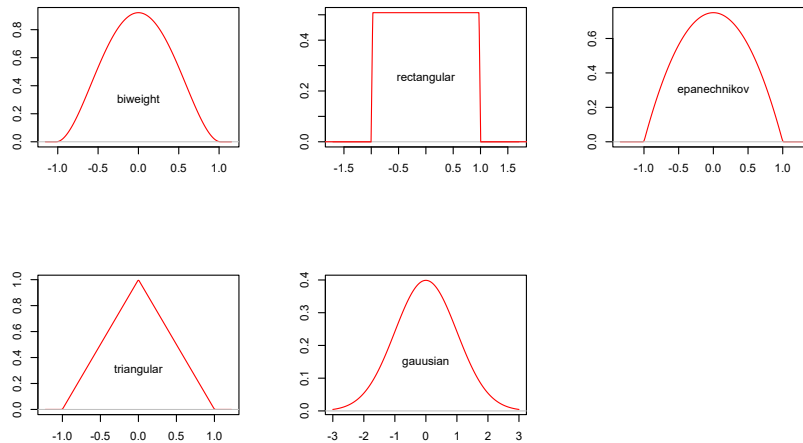 0.0 0.2 0.4 0.6 0.8
biweight
-1.0 -0.5 0.0 0.5 1.0
0.0 0.2 0.4
rectangular
-1.5 -0.5 0.5 1.0 1.5
0.0 0.2 0.4 0.6
epanechnikov
-1.0 -0.5 0.0 0.5 1.0
0.0 0.2 0.4 0.6 0.8 1.0
triangular
-1.0 -0.5 0.0 0.5 1.0
0.0 0.1 0.2 0.3 0.4
gauusian
-3 -2 -1 0 1 2 3